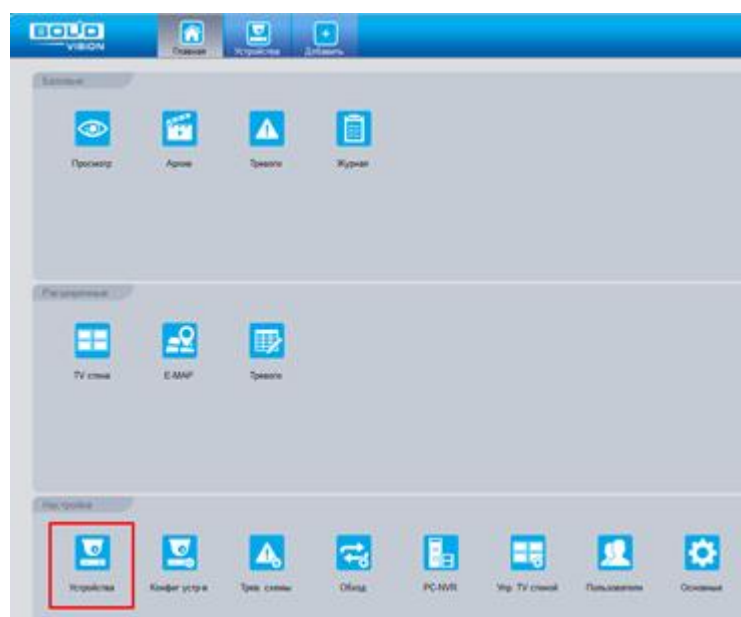 BOLID
VISION
Главная
Устройства
Добавить
Базовые
Просмотр
Архив
Тревоги
Журнал
Расширенные
TV стена
E-MAP
Тревоги
Настройка
Устройства
Конфиг устр-в
Трев. схемы
Обход
PC-NVR
Упр. TV стеной
Пользователи
Основные